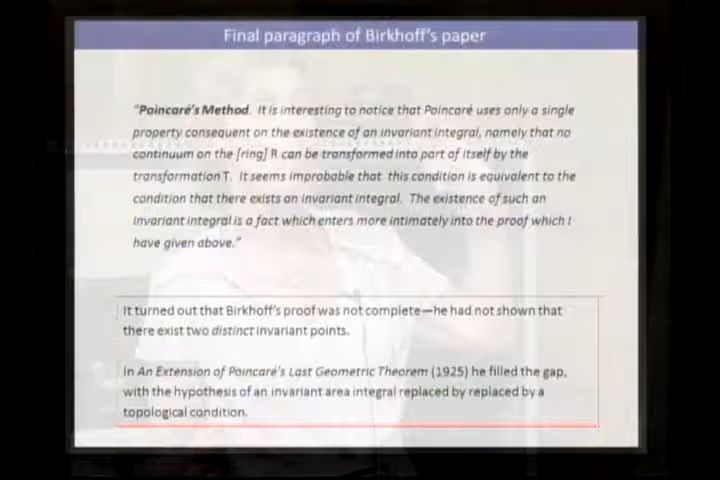 Final paragraph of Birkhoff's paper
"Poincaré's Method. It is interesting to notice that Poincaré uses only a single
property consequent on the existence of an invariant integral, namely that no
continuum on the [ring] R can be transformed into part of itself by the
transformation T. It seems improbable that this condition is equivalent to the
condition that there exists an invariant integral. The existence of such an
invariant integral is a fact which enters more intimately into the proof which I
have given above."
It turned out that Birkhoff's proof was not complete—he had not shown that
there exist two distinct invariant points.
In An Extension of Poincaré's Last Geometric Theorem (1925) he filled the gap,
with the hypothesis of an invariant area integral replaced by replaced by a
topological condition.